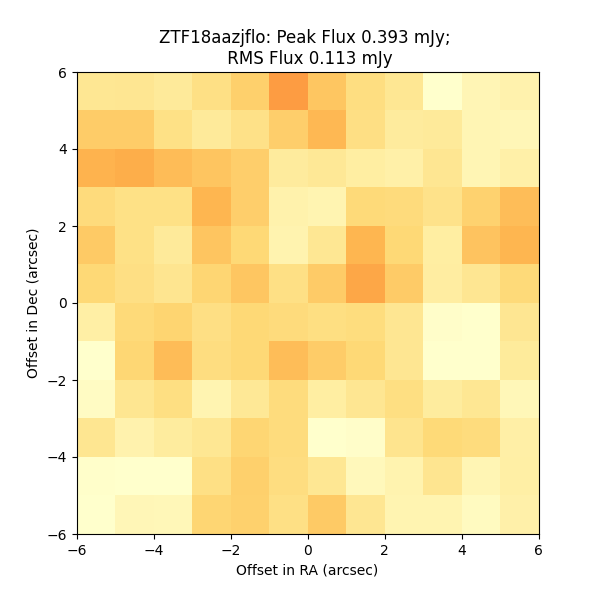 ZTF18aazjflo: Peak Flux 0.393 mJy;
RMS Flux 0.113 mJy
6
4
2
0
−2
−4
−6
Offset in Dec (arcsec)
−6 −4 −2 0 2 4 6
Offset in RA (arcsec)